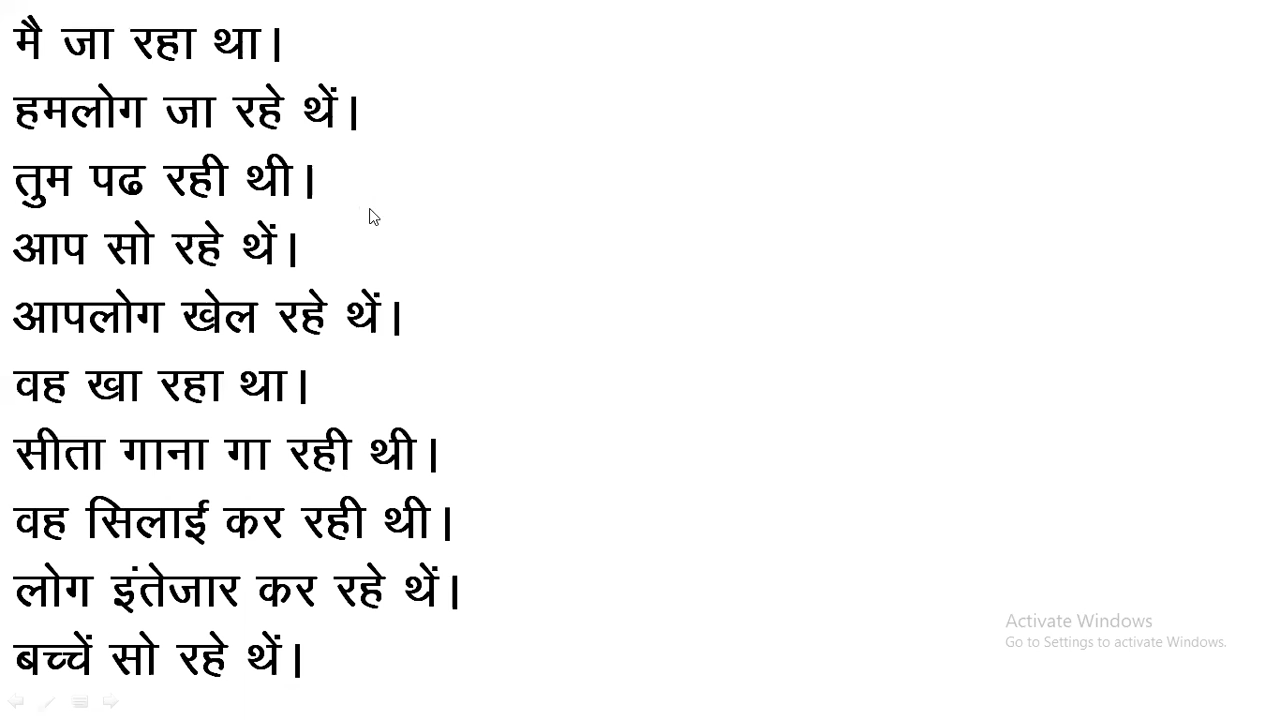 मै जा रहा था।
हमलोग जा रहे थें।
तुम पढ रही थी।
आप सो रहे थें।
आपलोग खेल रहे थें।
वह खा रहा था।
सीता गाना गा रही थी।
वह सिलाई कर रही थी।
लोग इंतेजार कर रहे थें।
बच्चें सो रहे थें।
Activate Windows
Go to Settings to activate Windows.